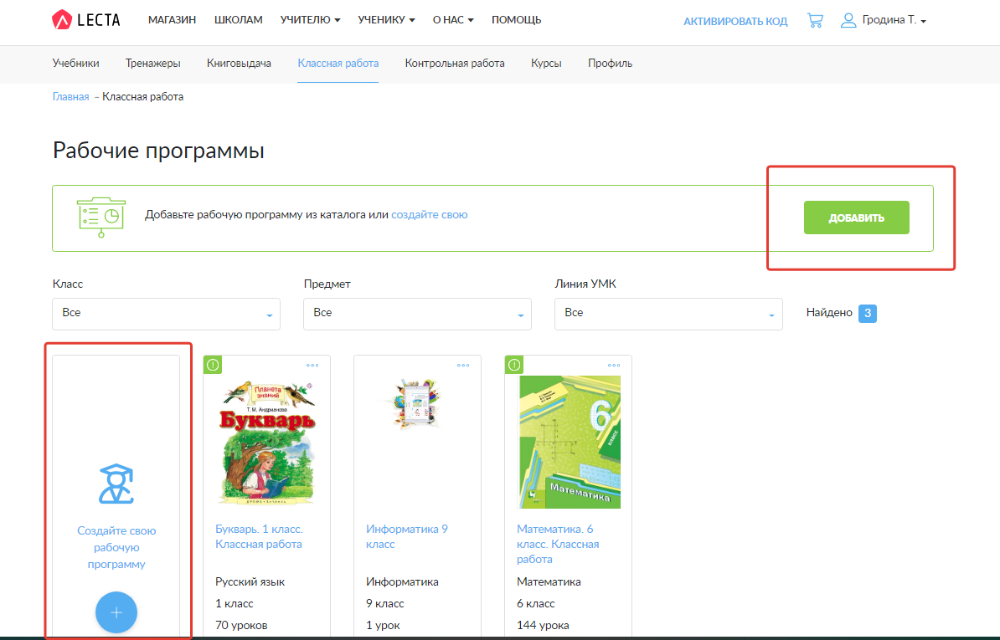 LECTA МАГАЗИН ШКОЛАМ УЧИТЕЛЮ УЧЕНИКУ О НАС ПОМОЩЬ АКТИВИРОВАТЬ КОД Гродина Т.
Учебники Тренажеры Книговыдача Классная работа Контрольная работа Курсы Профиль
Главная – Классная работа
Рабочие программы
Добавьте рабочую программу из каталога или создайте свою ДОБАВИТЬ
Класс Предмет Линия УМК
Все Все Все Найдено 3
Создайте свою
рабочую
программу
+
Планета
знаний
Т. М. Андрианова
Букварь
ДРОФА • Астрель
Букварь. 1 класс.
Классная работа
Русский язык
1 класс
70 уроков
Информатика 9
класс
Информатика
9 класс
1 урок
6
класс
Математика
Математика. 6
класс. Классная
работа
Математика
6 класс
144 урока